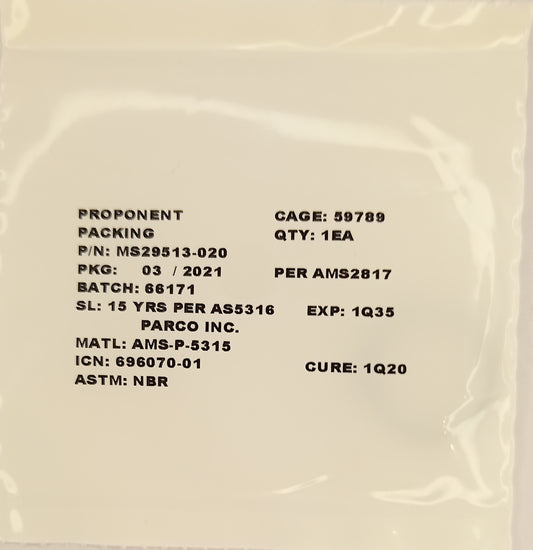 PROPONENT CAGE: 59789
PACKING QTY: 1EA
P/N: MS29513-020
PKG: 03 / 2021 PER AMS2817
BATCH: 66171
SL: 15 YRS PER AS5316 EXP: 1Q35
PARCO INC.
MATL: AMS-P-5315
ICN: 696070-01 CURE: 1Q20
ASTM: NBR